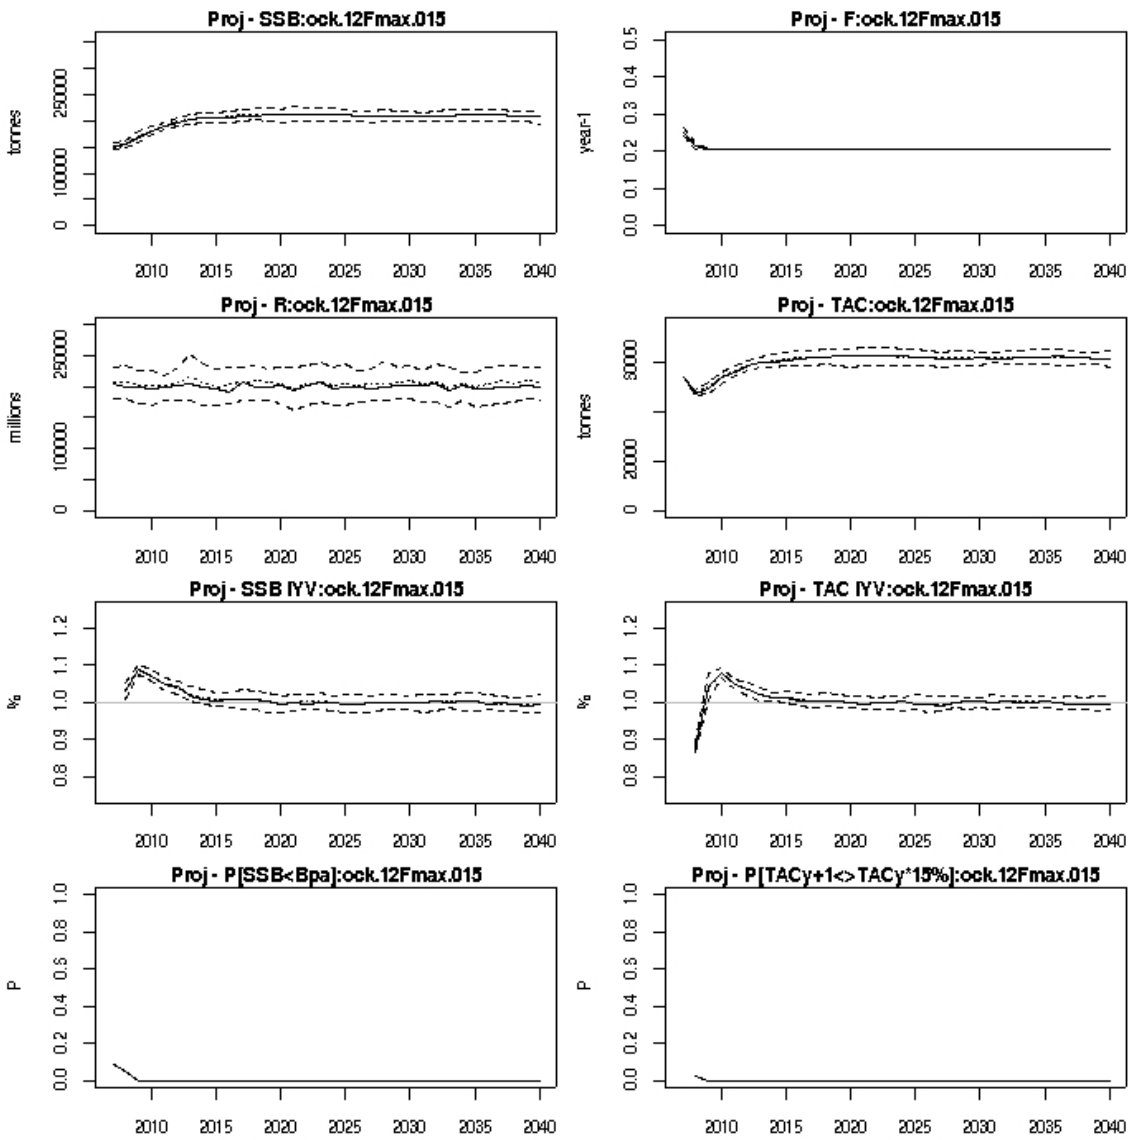 Proj - SSB:ock.12Fmax.015
tonnes
250000
100000
0
2010 2015 2020 2025 2030 2035 2040
Proj - F:ock.12Fmax.015
year-1
0.5
0.4
0.3
0.2
0.1
0.0
2010 2015 2020 2025 2030 2035 2040
Proj - R:ock.12Fmax.015
millions
250000
100000
0
2010 2015 2020 2025 2030 2035 2040
Proj - TAC:ock.12Fmax.015
tonnes
60000
20000
0
2010 2015 2020 2025 2030 2035 2040
Proj - SSB IYV:ock.12Fmax.015
%
1.2
1.1
1.0
0.9
0.8
2010 2015 2020 2025 2030 2035 2040
Proj - TAC IYV:ock.12Fmax.015
%
1.2
1.1
1.0
0.9
0.8
2010 2015 2020 2025 2030 2035 2040
Proj - P[SSB<Bpa]:ock.12Fmax.015
P
1.0
0.8
0.6
0.4
0.2
0.0
2010 2015 2020 2025 2030 2035 2040
Proj - P[TACy+1<>TACy*15%]:ock.12Fmax.015
P
1.0
0.8
0.6
0.4
0.2
0.0
2010 2015 2020 2025 2030 2035 2040